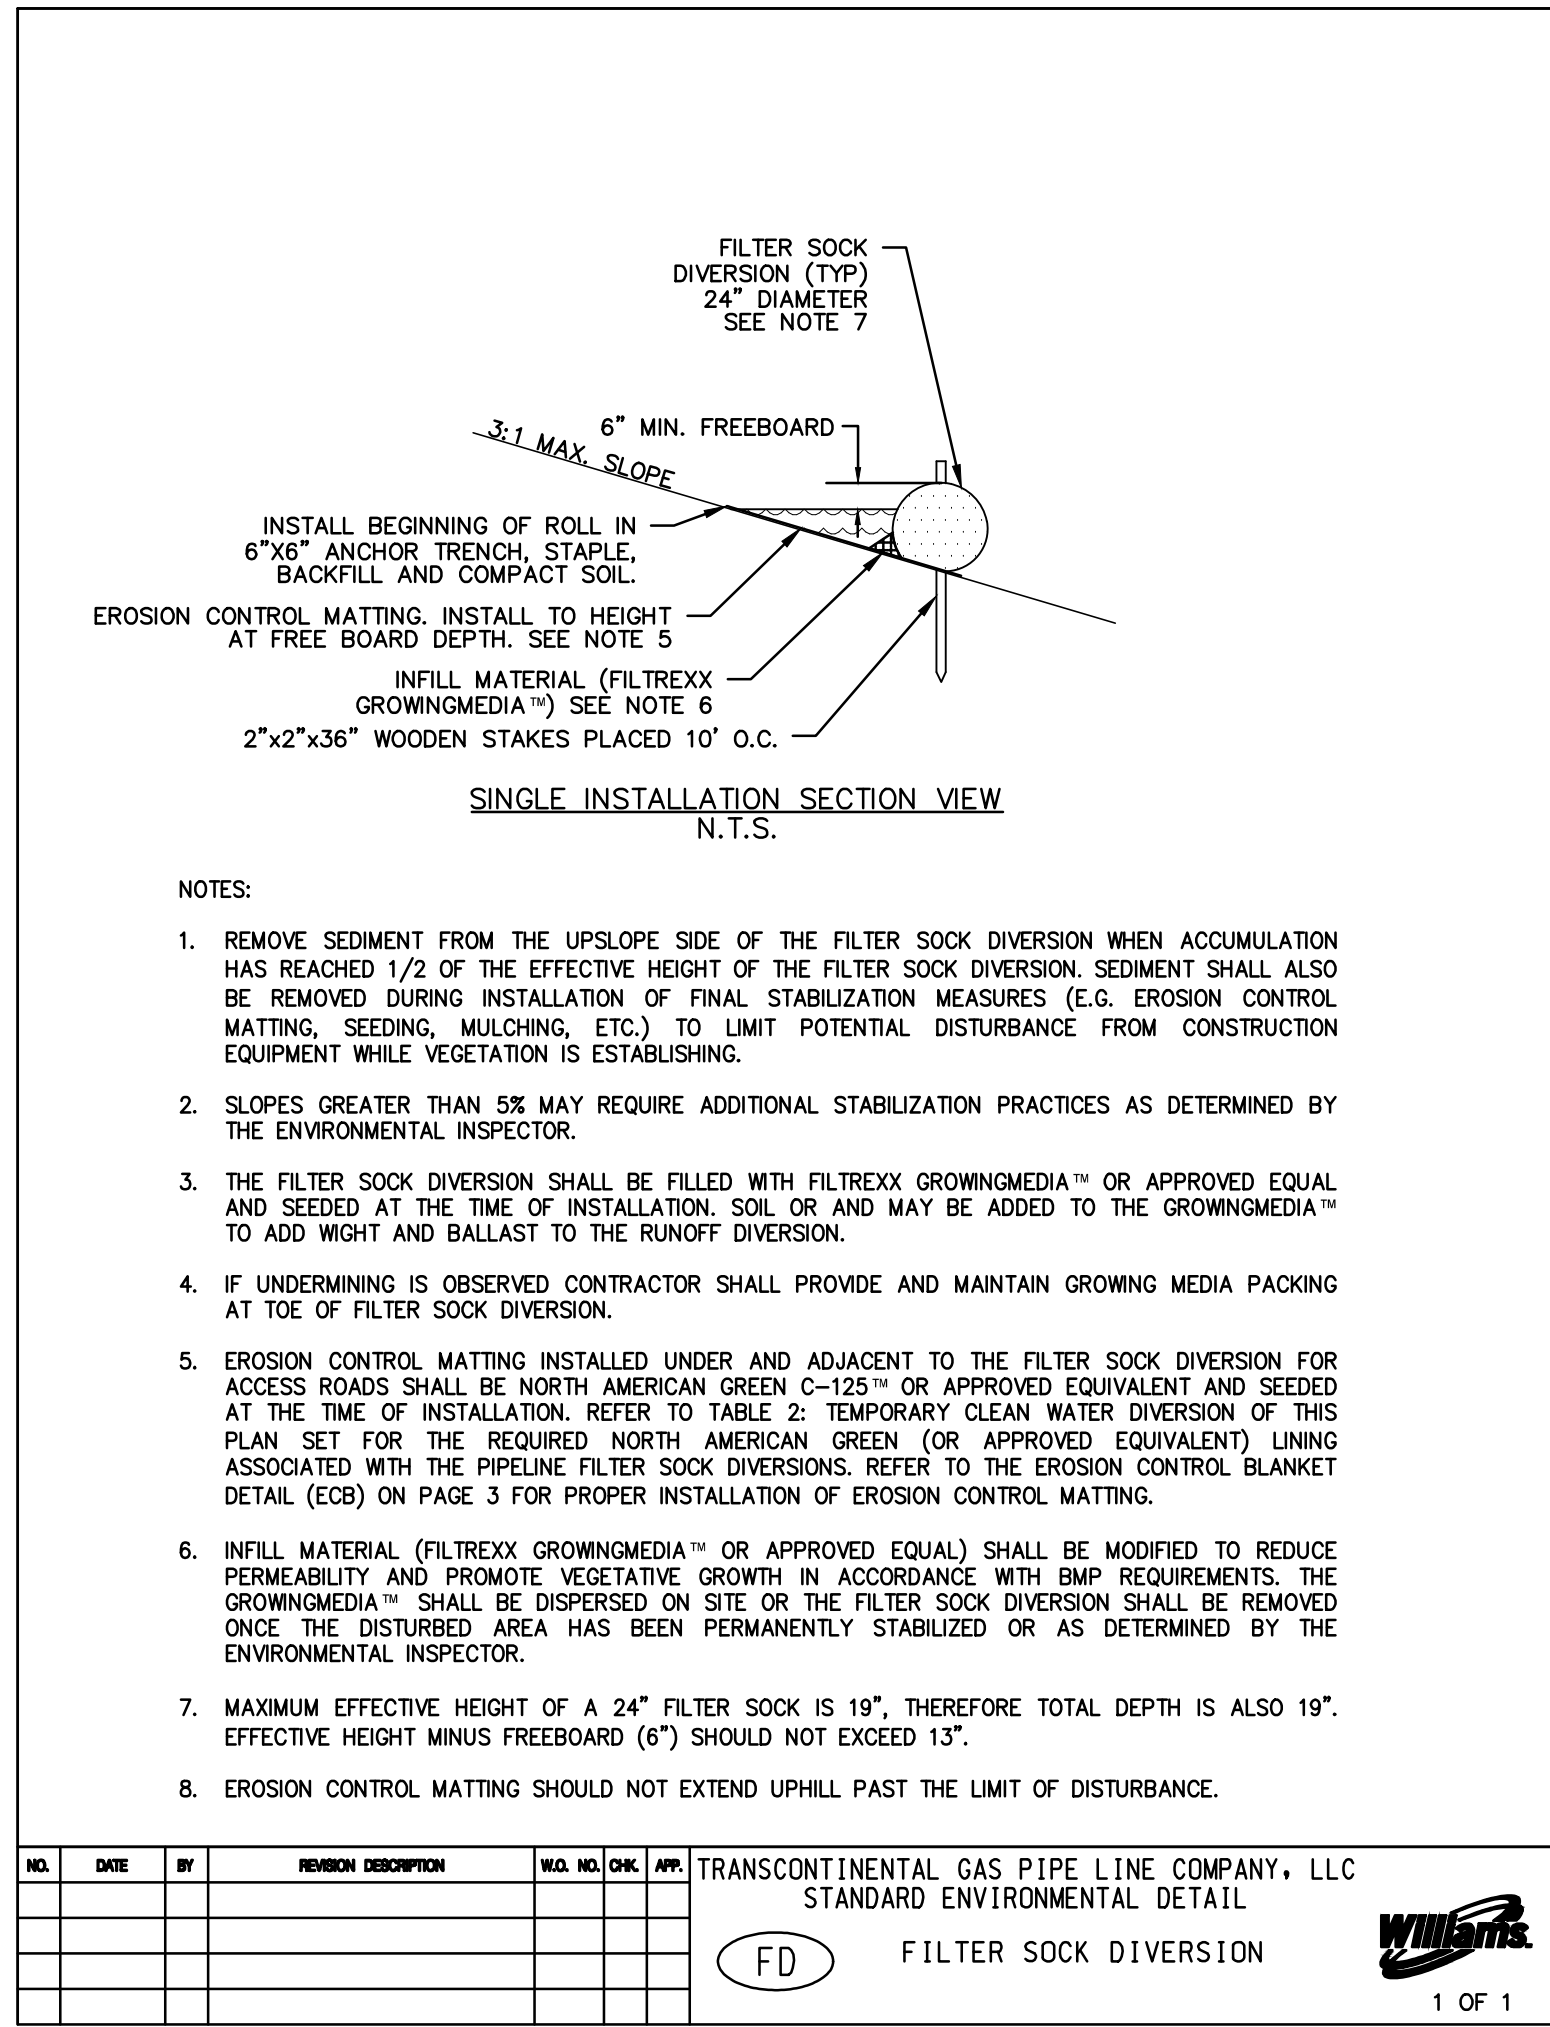 FILTER SOCK
DIVERSION (TYP)
24" DIAMETER
SEE NOTE 7
6" MIN. FREEBOARD
3:1 MAX. SLOPE
INSTALL BEGINNING OF ROLL IN
6"X6" ANCHOR TRENCH, STAPLE,
BACKFILL AND COMPACT SOIL.
EROSION CONTROL MATTING. INSTALL TO HEIGHT
AT FREE BOARD DEPTH. SEE NOTE 5
INFILL MATERIAL (FILTREXX
GROWINGMEDIA™) SEE NOTE 6
2"x2"x36" WOODEN STAKES PLACED 10' O.C.
SINGLE INSTALLATION SECTION VIEW
N.T.S.
NOTES:
1. REMOVE SEDIMENT FROM THE UPSLOPE SIDE OF THE FILTER SOCK DIVERSION WHEN ACCUMULATION
HAS REACHED 1/2 OF THE EFFECTIVE HEIGHT OF THE FILTER SOCK DIVERSION. SEDIMENT SHALL ALSO
BE REMOVED DURING INSTALLATION OF FINAL STABILIZATION MEASURES (E.G. EROSION CONTROL
MATTING, SEEDING, MULCHING, ETC.) TO LIMIT POTENTIAL DISTURBANCE FROM CONSTRUCTION
EQUIPMENT WHILE VEGETATION IS ESTABLISHING.
2. SLOPES GREATER THAN 5% MAY REQUIRE ADDITIONAL STABILIZATION PRACTICES AS DETERMINED BY
THE ENVIRONMENTAL INSPECTOR.
3. THE FILTER SOCK DIVERSION SHALL BE FILLED WITH FILTREXX GROWINGMEDIA™ OR APPROVED EQUAL
AND SEEDED AT THE TIME OF INSTALLATION. SOIL OR AND MAY BE ADDED TO THE GROWINGMEDIA™
TO ADD WIGHT AND BALLAST TO THE RUNOFF DIVERSION.
4. IF UNDERMINING IS OBSERVED CONTRACTOR SHALL PROVIDE AND MAINTAIN GROWING MEDIA PACKING
AT TOE OF FILTER SOCK DIVERSION.
5. EROSION CONTROL MATTING INSTALLED UNDER AND ADJACENT TO THE FILTER SOCK DIVERSION FOR
ACCESS ROADS SHALL BE NORTH AMERICAN GREEN C-125™ OR APPROVED EQUIVALENT AND SEEDED
AT THE TIME OF INSTALLATION. REFER TO TABLE 2: TEMPORARY CLEAN WATER DIVERSION OF THIS
PLAN SET FOR THE REQUIRED NORTH AMERICAN GREEN (OR APPROVED EQUIVALENT) LINING
ASSOCIATED WITH THE PIPELINE FILTER SOCK DIVERSIONS. REFER TO THE EROSION CONTROL BLANKET
DETAIL (ECB) ON PAGE 3 FOR PROPER INSTALLATION OF EROSION CONTROL MATTING.
6. INFILL MATERIAL (FILTREXX GROWINGMEDIA™ OR APPROVED EQUAL) SHALL BE MODIFIED TO REDUCE
PERMEABILITY AND PROMOTE VEGETATIVE GROWTH IN ACCORDANCE WITH BMP REQUIREMENTS. THE
GROWINGMEDIA™ SHALL BE DISPERSED ON SITE OR THE FILTER SOCK DIVERSION SHALL BE REMOVED
ONCE THE DISTURBED AREA HAS BEEN PERMANENTLY STABILIZED OR AS DETERMINED BY THE
ENVIRONMENTAL INSPECTOR.
7. MAXIMUM EFFECTIVE HEIGHT OF A 24" FILTER SOCK IS 19", THEREFORE TOTAL DEPTH IS ALSO 19".
EFFECTIVE HEIGHT MINUS FREEBOARD (6") SHOULD NOT EXCEED 13".
8. EROSION CONTROL MATTING SHOULD NOT EXTEND UPHILL PAST THE LIMIT OF DISTURBANCE.
NO. DATE BY REVISION DESCRIPTION W.O. NO. CHK. APP.
TRANSCONTINENTAL GAS PIPE LINE COMPANY, LLC
STANDARD ENVIRONMENTAL DETAIL
FD FILTER SOCK DIVERSION
Williams.
1 OF 1